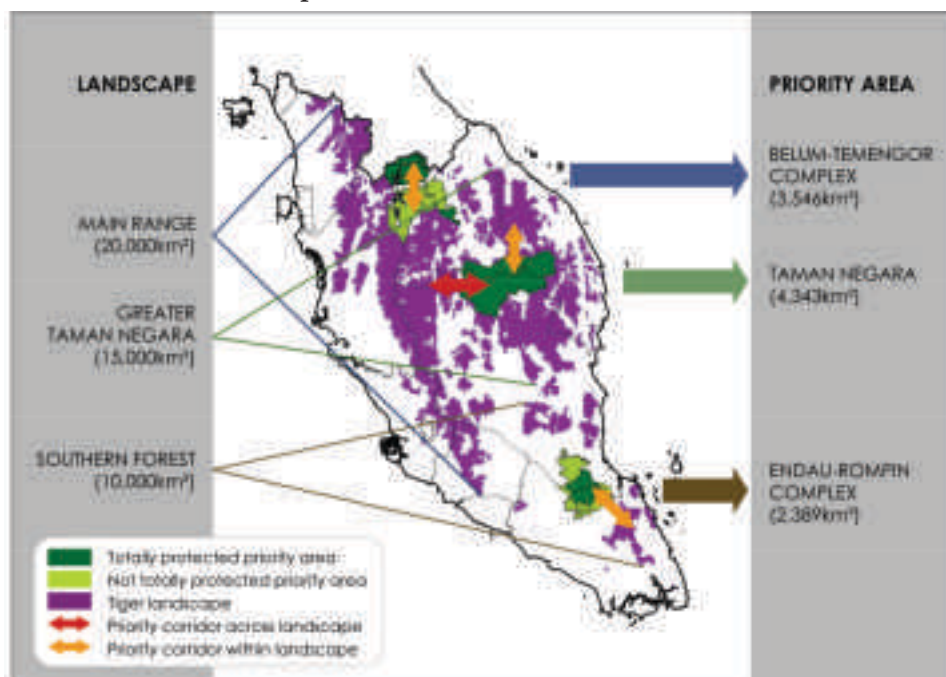 LANDSCAPE
MAIN RANGE
(20,000km²)
GREATER
TAMAN NEGARA
(15,000km²)
SOUTHERN FOREST
(10,000km²)
PRIORITY AREA
BELUM-TEMENGOR
COMPLEX
(3,546km²)
TAMAN NEGARA
(4,343km²)
ENDAU-ROMPIN
COMPLEX
(2,389km²)
Totally protected priority area
Not totally protected priority area
Tiger landscape
Priority corridor across landscape
Priority corridor within landscape